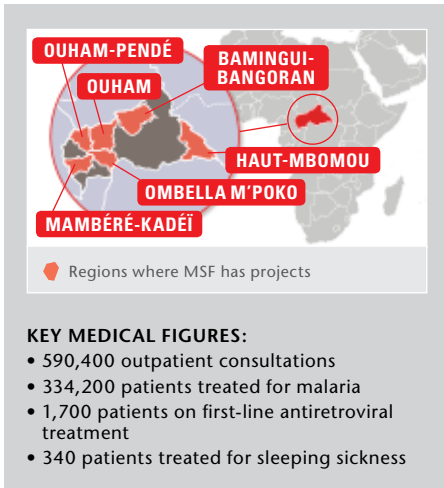 OUHAM-PENDÉ
OUHAM
BAMINGUI-
BANGORAN
HAUT-MBOMOU
OMBELLA M'POKO
MAMBÉRÉ-KADÉÏ
Regions where MSF has projects
KEY MEDICAL FIGURES:
• 590,400 outpatient consultations
• 334,200 patients treated for malaria
• 1,700 patients on first-line antiretroviral
treatment
• 340 patients treated for sleeping sickness